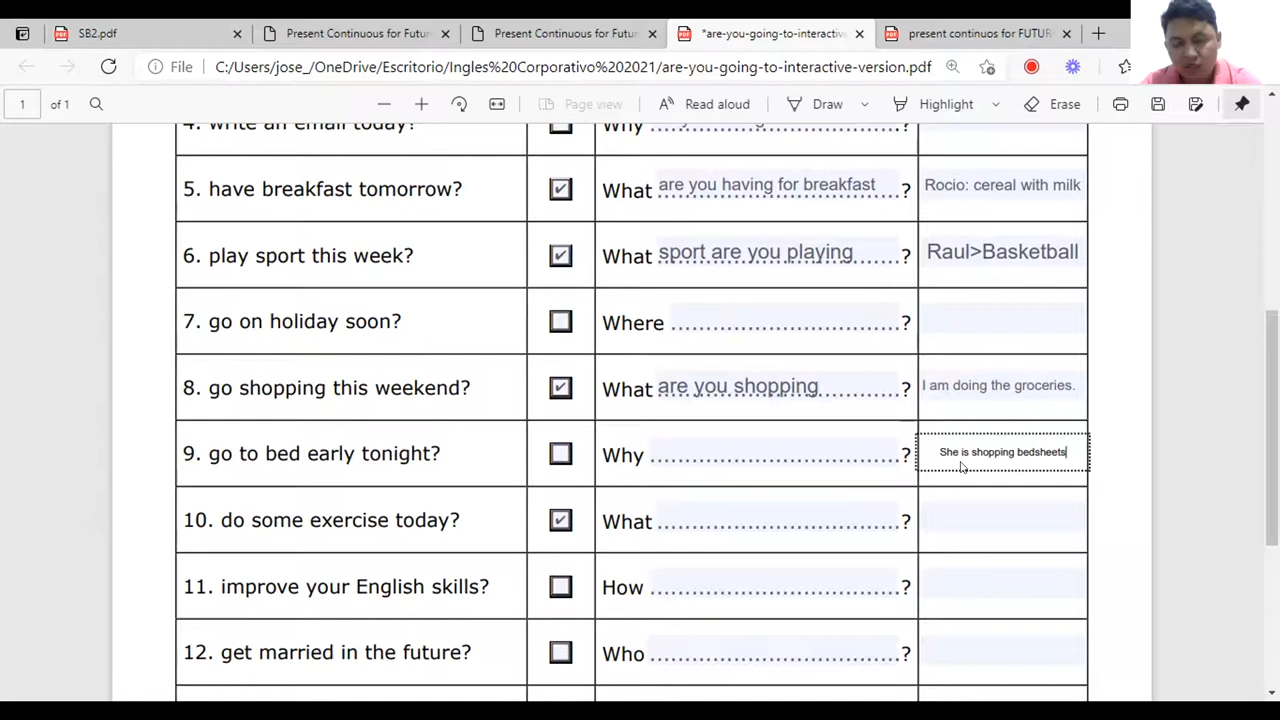 SB2.pdf
Present Continuous for Futur
Present Continuous for Futur
*are-you-going-to-interactive
present continuos for FUTUR
File
C:/Users/jose_/OneDrive/Escritorio/Ingles%20Corporativo%202021/are-you-going-to-interactive-version.pdf
1 of 1
Page view
Read aloud
Draw
Highlight
Erase
4. write an email today? Why ?
5. have breakfast tomorrow? What are you having for breakfast ? Rocio: cereal with milk
6. play sport this week? What sport are you playing ? Raul>Basketball
7. go on holiday soon? Where ?
8. go shopping this weekend? What are you shopping ? I am doing the groceries.
9. go to bed early tonight? Why ? She is shopping bedsheets
10. do some exercise today? What ?
11. improve your English skills? How ?
12. get married in the future? Who ?